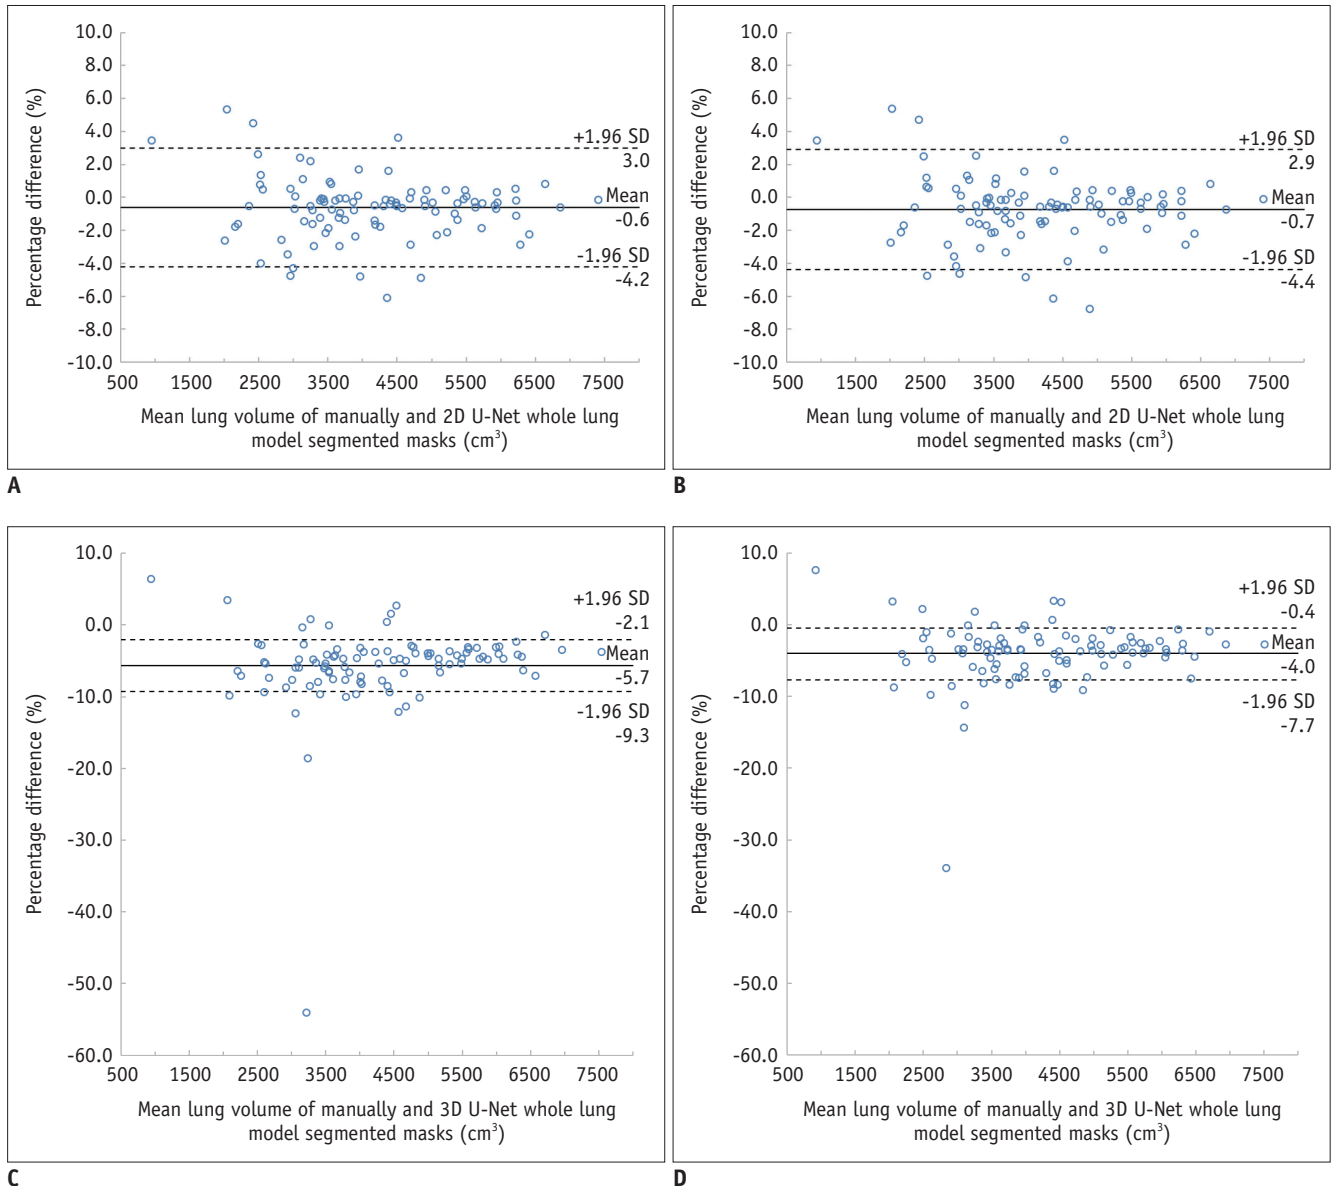 10.0
8.0
6.0
4.0
2.0
0.0
-2.0
-4.0
-6.0
-8.0
-10.0
Percentage difference (%)
+1.96 SD
3.0
Mean
-0.6
-1.96 SD
-4.2
500 1500 2500 3500 4500 5500 6500 7500
Mean lung volume of manually and 2D U-Net whole lung
model segmented masks (cm³)
A
10.0
8.0
6.0
4.0
2.0
0.0
-2.0
-4.0
-6.0
-8.0
-10.0
Percentage difference (%)
+1.96 SD
2.9
Mean
-0.7
-1.96 SD
-4.4
500 1500 2500 3500 4500 5500 6500 7500
Mean lung volume of manually and 2D U-Net whole lung
model segmented masks (cm³)
B
10.0
0.0
-10.0
-20.0
-30.0
-40.0
-50.0
-60.0
Percentage difference (%)
+1.96 SD
-2.1
Mean
-5.7
-1.96 SD
-9.3
500 1500 2500 3500 4500 5500 6500 7500
Mean lung volume of manually and 3D U-Net whole lung
model segmented masks (cm³)
C
10.0
0.0
-10.0
-20.0
-30.0
-40.0
-50.0
-60.0
Percentage difference (%)
+1.96 SD
-0.4
Mean
-4.0
-1.96 SD
-7.7
500 1500 2500 3500 4500 5500 6500 7500
Mean lung volume of manually and 3D U-Net whole lung
model segmented masks (cm³)
D